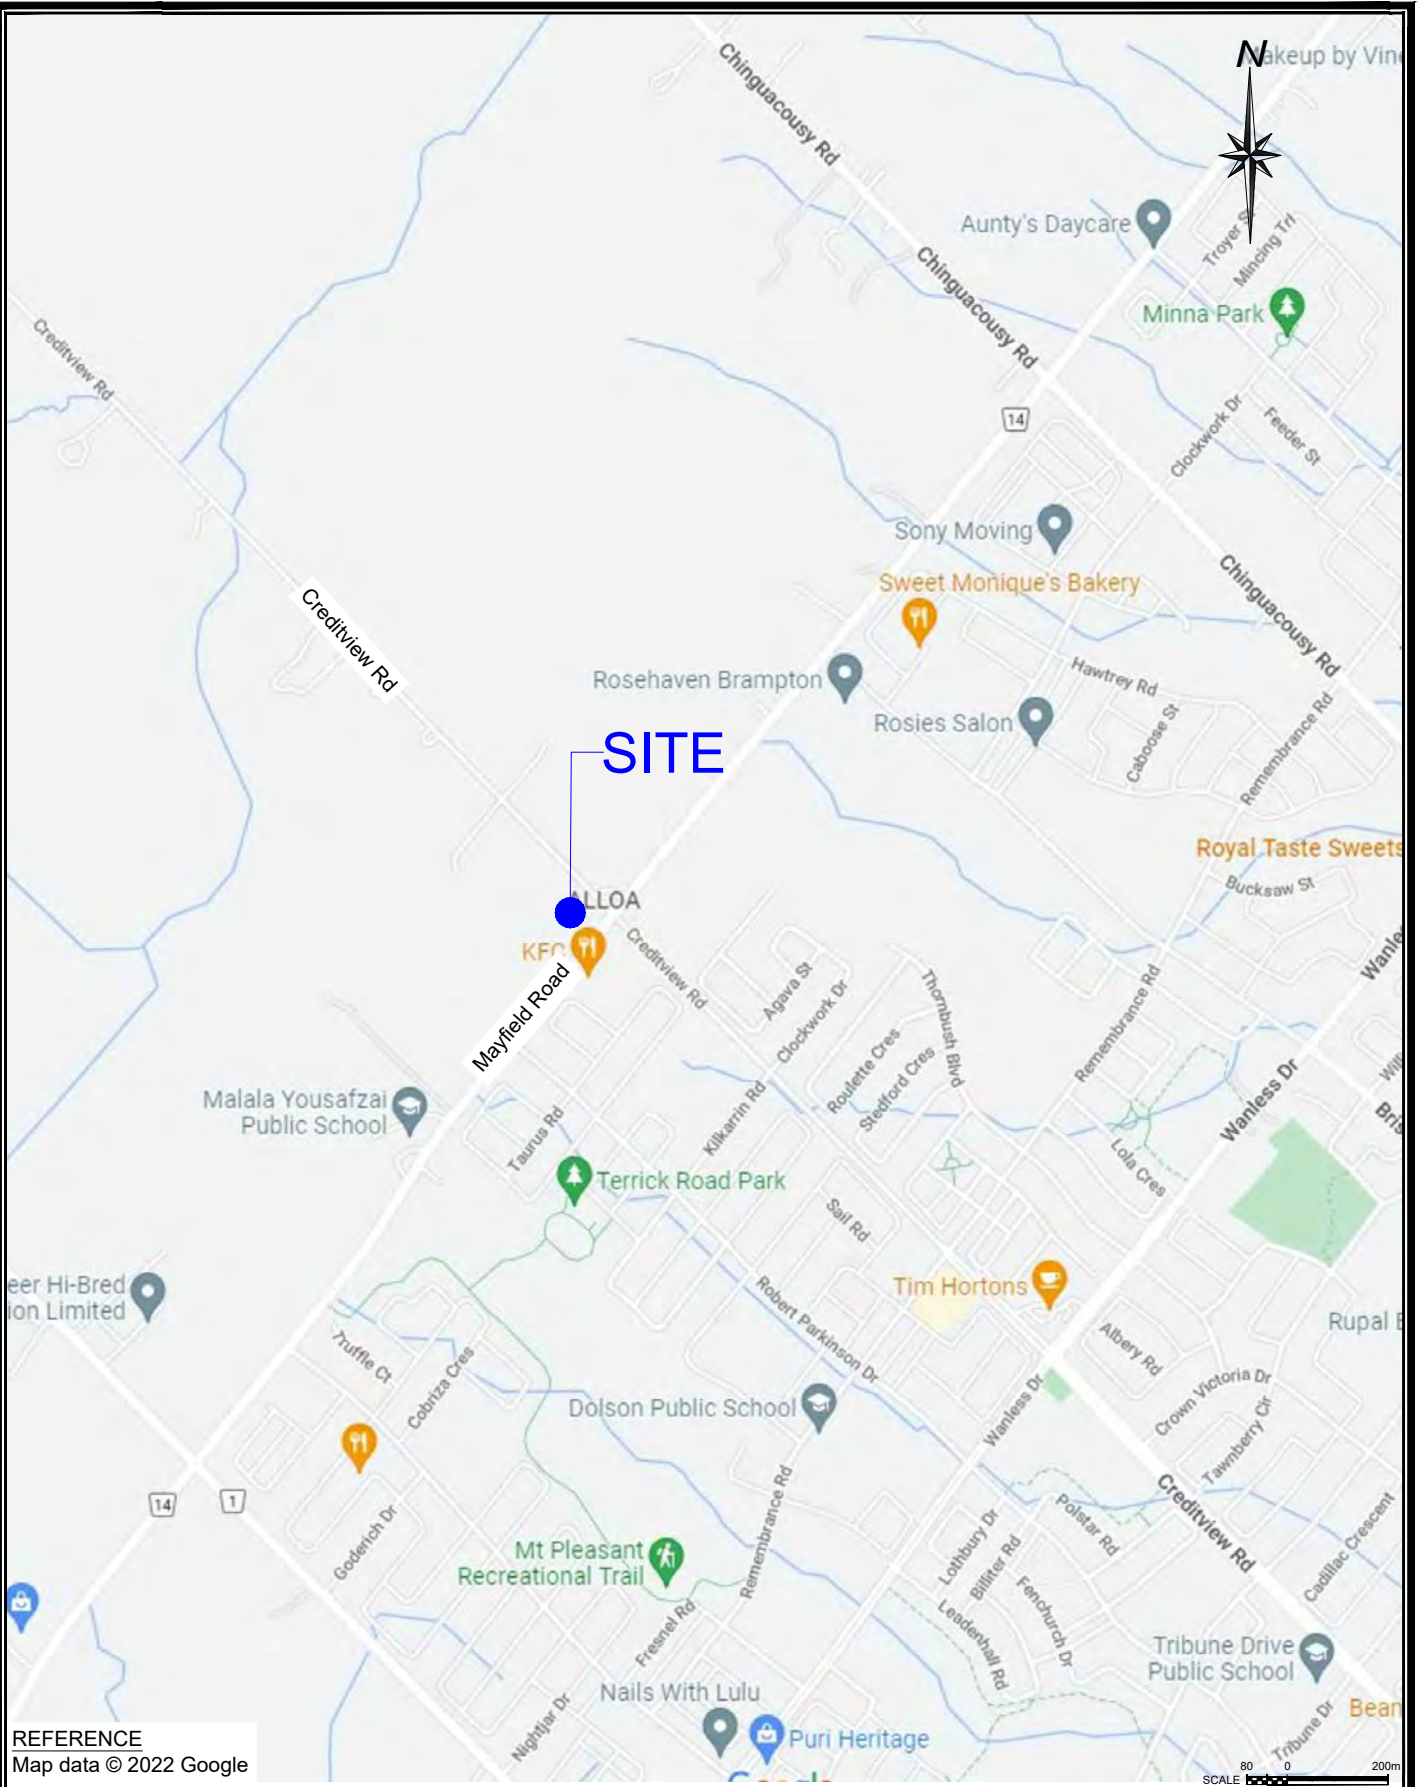 N
Makeup by Vin
Chinguacousy Rd
Aunty's Daycare
Troyer St
Mincing Trl
Chinguacousy Rd
Minna Park
Creditview Rd
14
Clockwork Dr
Feeder St
Sony Moving
Sweet Monique's Bakery
Chinguacousy Rd
Creditview Rd
Rosehaven Brampton
Hawtrey Rd
Rosies Salon
Caboose St
Remembrance Rd
SITE
Royal Taste Sweets
Bucksaw St
ALLOA
KFC
Creditview Rd
Wanle
Agava St
Clockwork Dr
Thornbush Blvd
Remembrance Rd
Mayfield Road
Roulette Cres
Stedford Cres
Malala Yousafzai
Public School
Taurus Rd
Kilkarrin Rd
Wanless Dr
Will
Bris
Lola Cres
Terrick Road Park
Sail Rd
eer Hi-Bred
ion Limited
Tim Hortons
Robert Parkinson Dr
Rupal
Albery Rd
Truffle Ct
Cobriza Cres
Dolson Public School
Wanless Dr
Crown Victoria Dr
Tawnberry Cir
14
1
Remembrance Rd
Creditview Rd
Goderich Dr
Polstar Rd
Cadillac Crescent
Mt Pleasant
Recreational Trail
Lothbury Dr
Billiter Rd
Fenchurch Dr
Leadenhall Rd
Fresnel Rd
Tribune Drive
Public School
Nails With Lulu
Bean
Nightjar Dr
Puri Heritage
Tribune Dr
REFERENCE
Map data © 2022 Google
Google
80 0 200m
SCALE